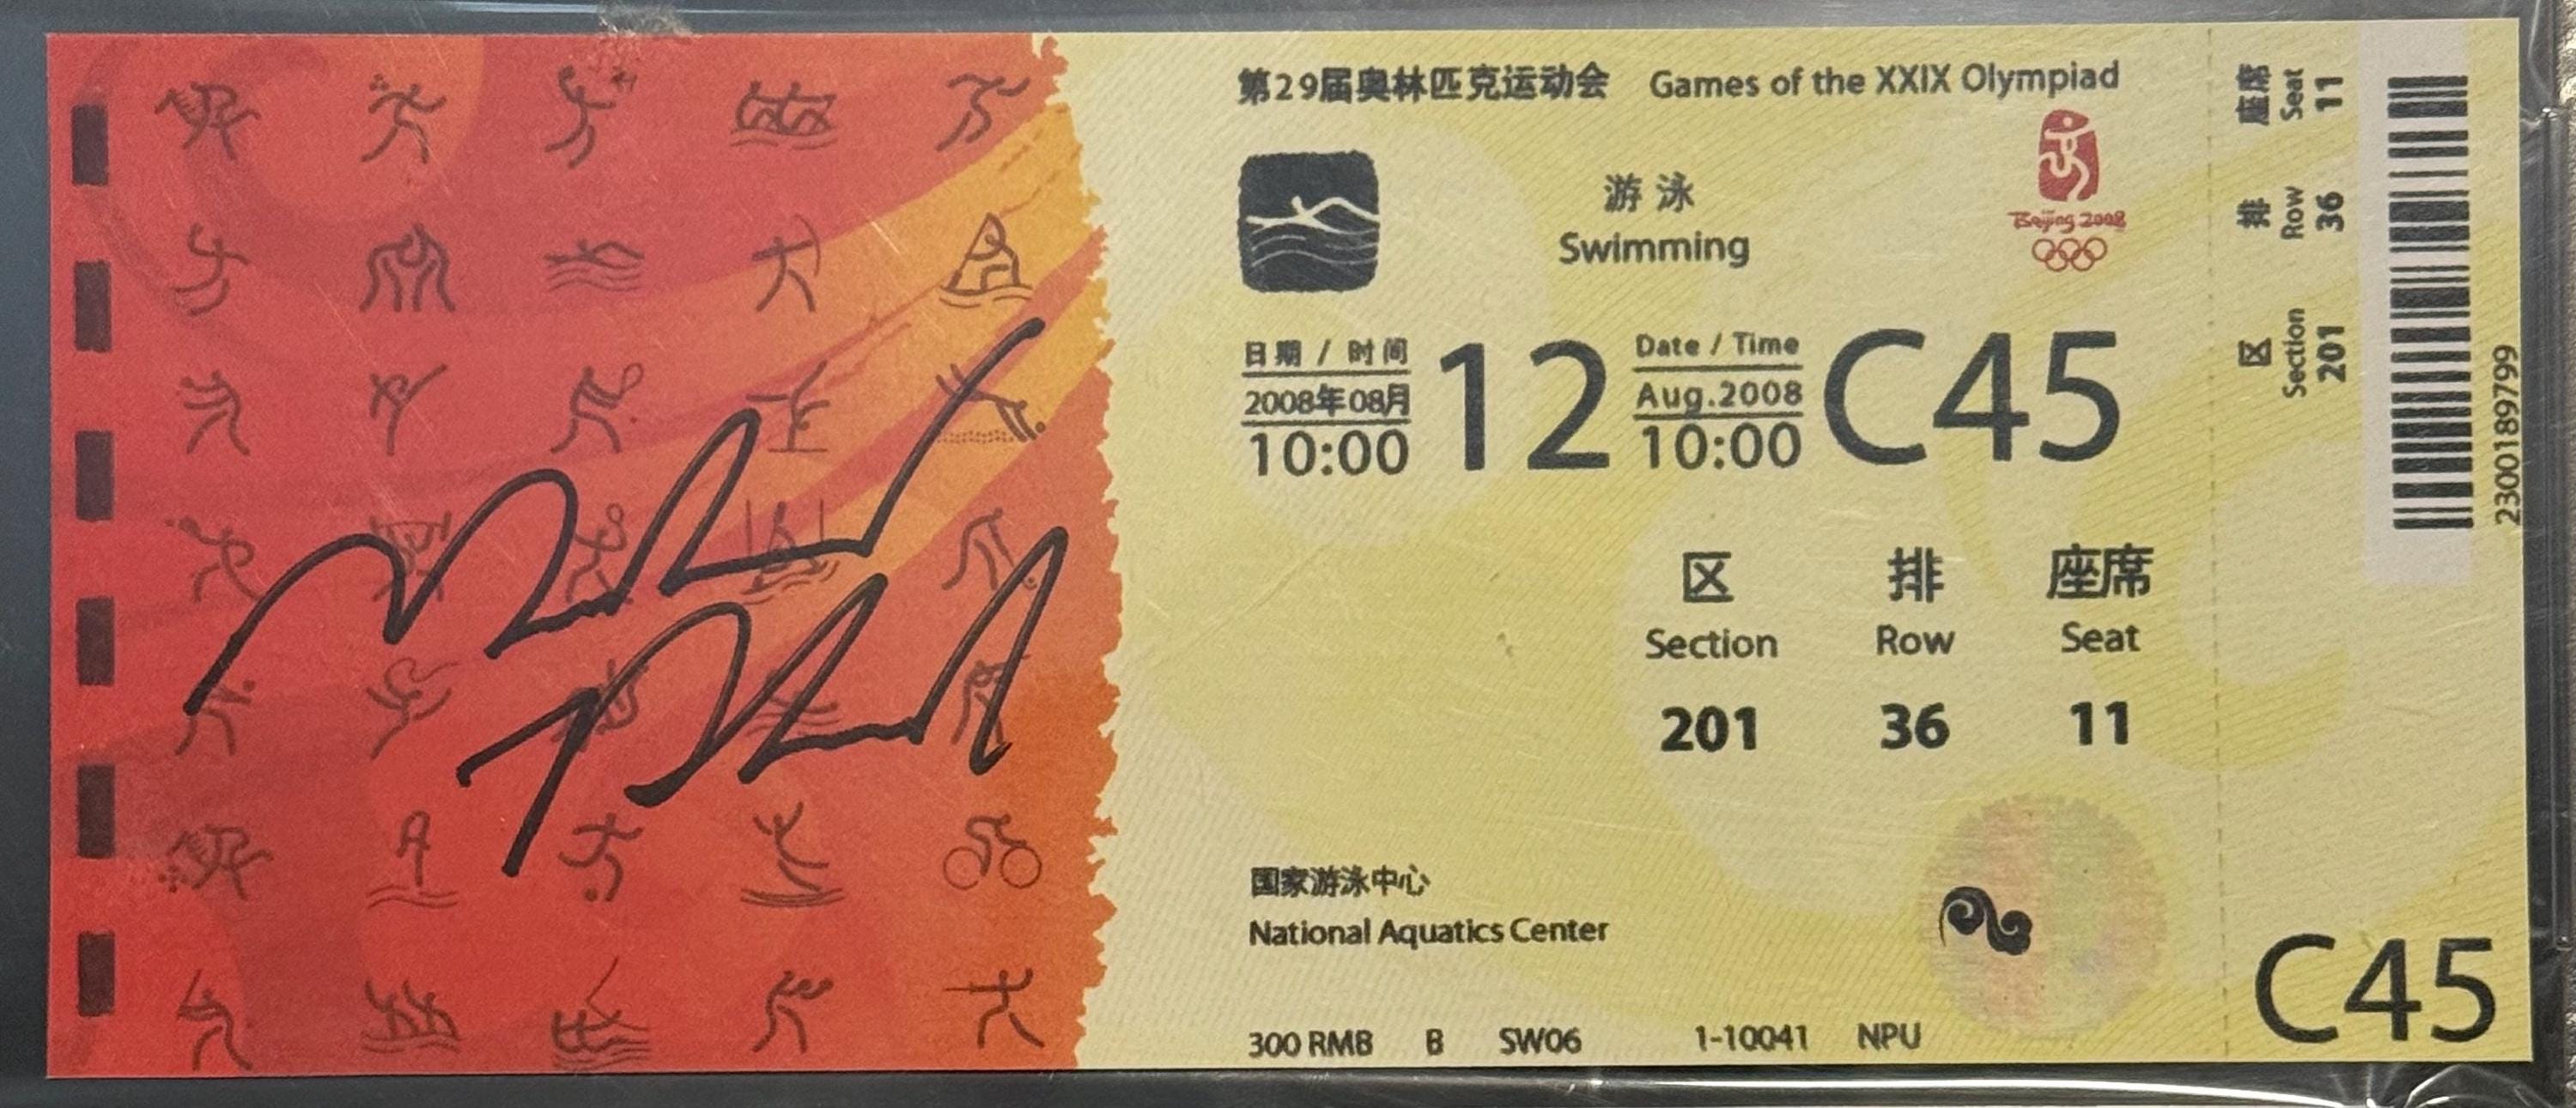 第29届奥林匹克运动会 Games of the XXIX Olympiad
游泳
Swimming
Beijing 2008
日期 / 时间
2008年08月
10:00
12
Date / Time
Aug.2008
10:00
C45
区 排 座席
Section Row Seat
201 36 11
国家游泳中心
National Aquatics Center
300 RMB B SW06 1-10041 NPU
座席 Seat 11
排 Row 36
区 Section 201
2300189799
C45